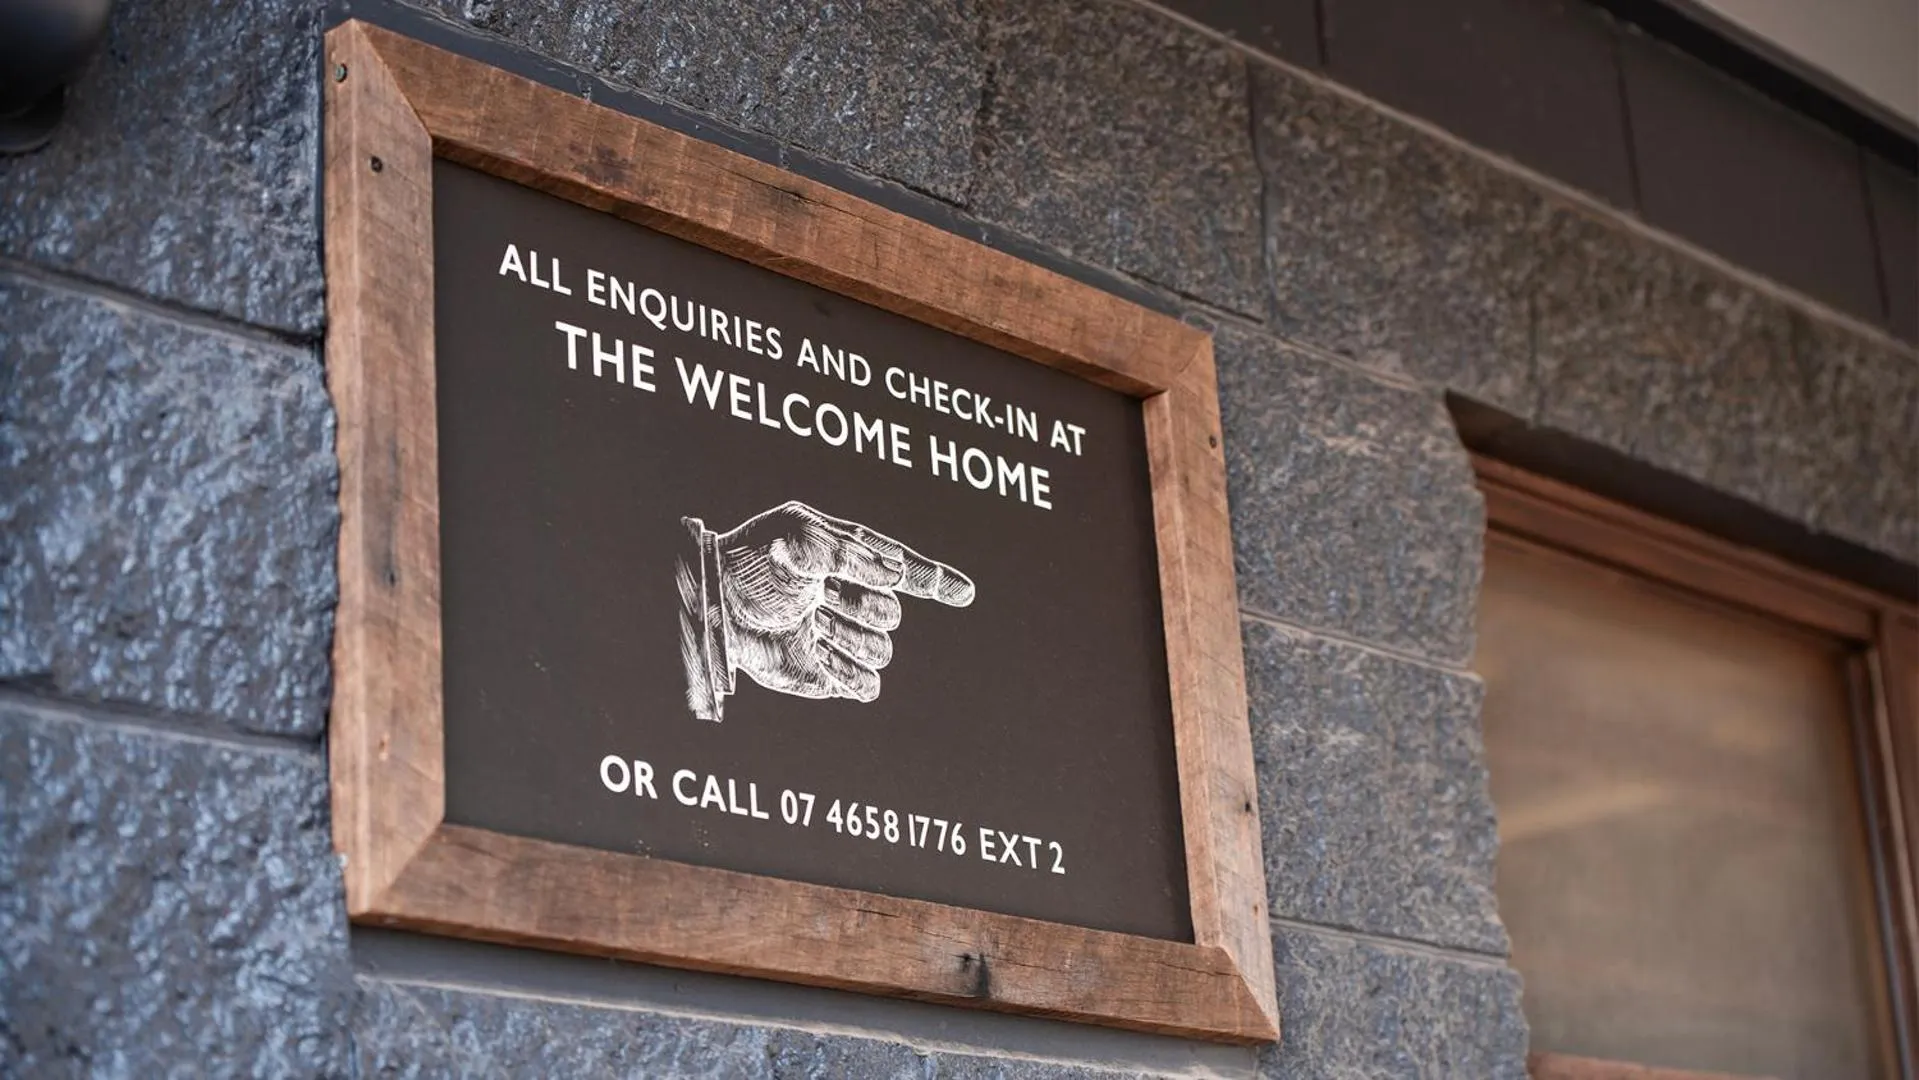 ALL ENQUIRIES AND CHECK-IN AT
THE WELCOME HOME
OR CALL 07 4658 1776 EXT 2